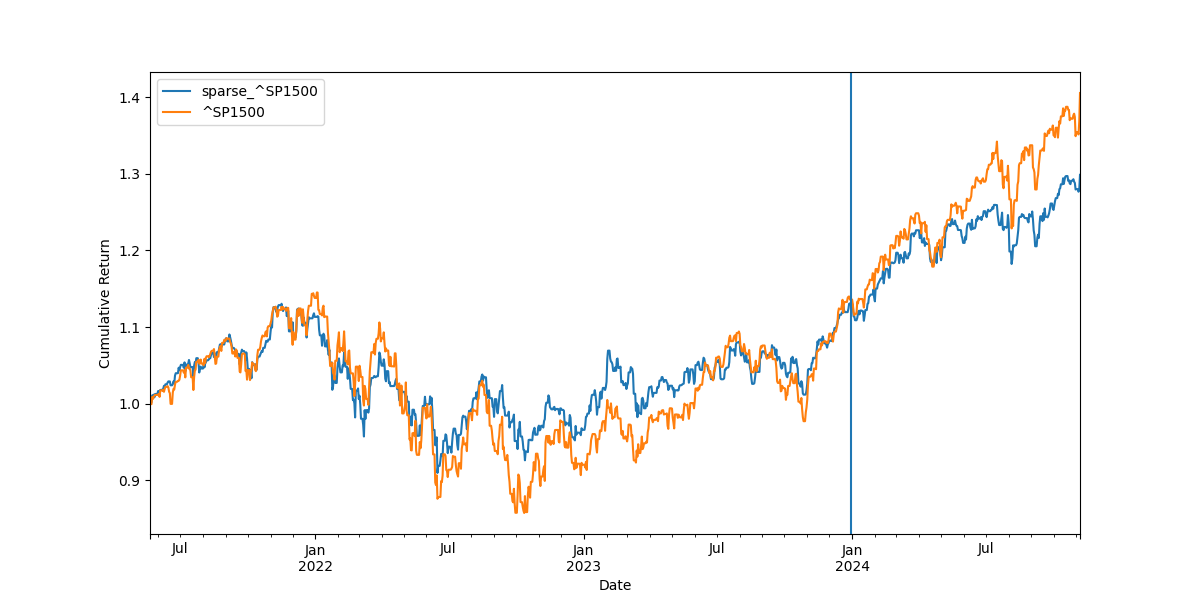 sparse_^SP1500
^SP1500
Cumulative Return
1.4
1.3
1.2
1.1
1.0
0.9
Jul
Jan
2022
Jul
Jan
2023
Jul
Jan
2024
Jul
Date